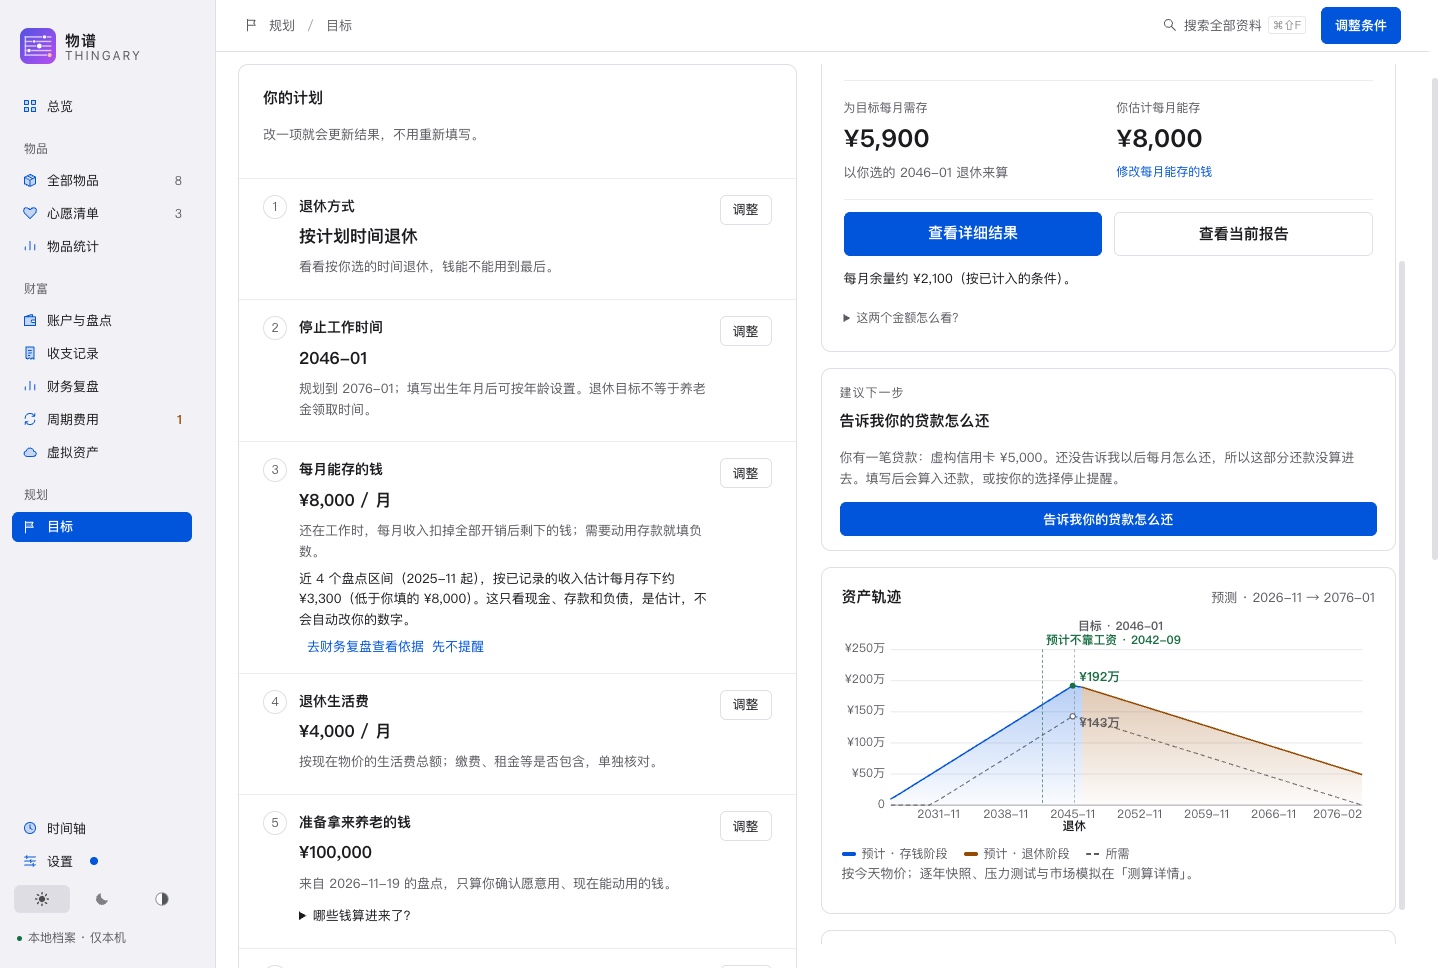 物谱
THINGARY
总览
物品
全部物品 8
心愿清单 3
物品统计
财富
账户与盘点
收支记录
财务复盘
周期费用 1
虚拟资产
规划
目标
时间轴
设置
本地档案 · 仅本机
规划 / 目标
搜索全部资料 ⌘⇧F
调整条件
你的计划
改一项就会更新结果，不用重新填写。
1 退休方式 调整
按计划时间退休
看看按你选的时间退休，钱能不能用到最后。
2 停止工作时间 调整
2046-01
规划到 2076-01；填写出生年月后可按年龄设置。退休目标不等于养老
金领取时间。
3 每月能存的钱 调整
¥8,000 / 月
还在工作时，每月收入扣掉全部开销后剩下的钱；需要动用存款就填负
数。
近 4 个盘点区间（2025-11 起），按已记录的收入估计每月存下约
¥3,300（低于你填的 ¥8,000）。这只看现金、存款和负债，是估计，不
会自动改你的数字。
去财务复盘查看依据 先不提醒
4 退休生活费 调整
¥4,000 / 月
按现在物价的生活费总额；缴费、租金等是否包含，单独核对。
5 准备拿来养老的钱 调整
¥100,000
来自 2026-11-19 的盘点，只算你确认愿意用、现在能动用的钱。
▶ 哪些钱算进来了？
为目标每月需存
¥5,900
以你选的 2046-01 退休来算
你估计每月能存
¥8,000
修改每月能存的钱
查看详细结果
查看当前报告
每月余量约 ¥2,100（按已计入的条件）。
▶ 这两个金额怎么看？
建议下一步
告诉我你的贷款怎么还
你有一笔贷款：虚构信用卡 ¥5,000。还没告诉我以后每月怎么还，所以这部分还款没算进
去。填写后会算入还款，或按你的选择停止提醒。
告诉我你的贷款怎么还
资产轨迹 预测 · 2026-11 → 2076-01
目标 · 2046-01
预计不靠工资 · 2042-09
¥250万
¥200万
¥150万
¥100万
¥50万
0
¥192万
¥143万
2031-11 2038-11 2045-11 2052-11 2059-11 2066-11 2076-02
退休
预计 · 存钱阶段 预计 · 退休阶段 所需
按今天物价；逐年快照、压力测试与市场模拟在「测算详情」。